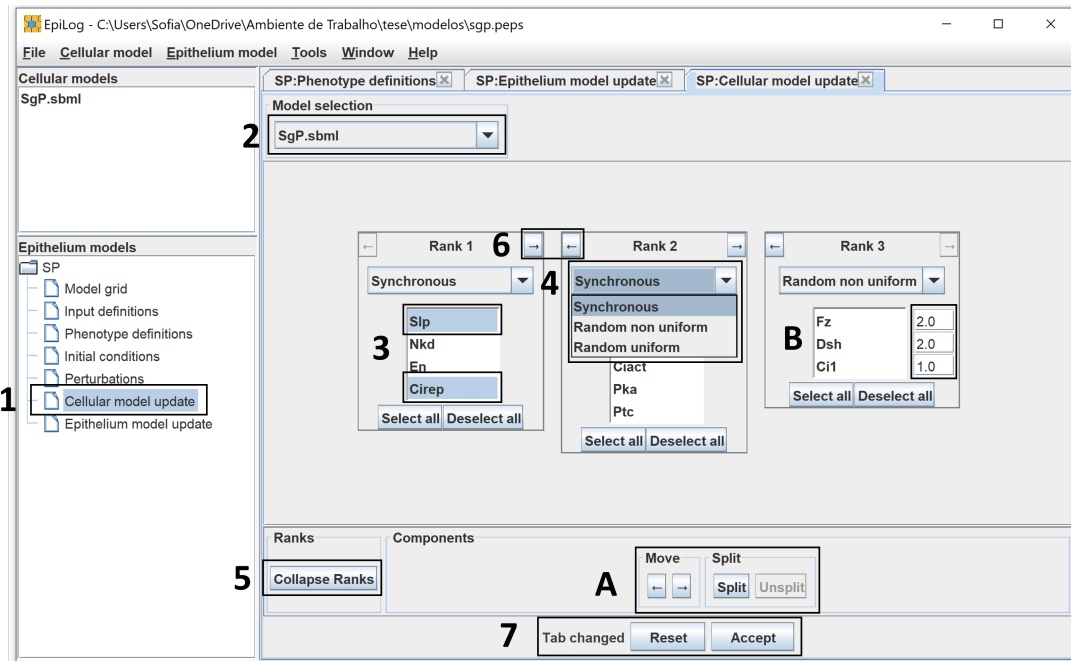 EpiLog - C:\Users\Sofia\OneDrive\Ambiente de Trabalho\tese\modelos\sgp.peps
File Cellular model Epithelium model Tools Window Help
Cellular models
SgP.sbml
Epithelium models
SP
Model grid
Input definitions
Phenotype definitions
Initial conditions
Perturbations
1 Cellular model update
Epithelium model update
SP:Phenotype definitions SP:Epithelium model update SP:Cellular model update
Model selection
2 SgP.sbml
Rank 1 6 → ← Rank 2 → ← Rank 3 →
Synchronous
3
Slp
Nkd
En
Cirep
Select all Deselect all
4 Synchronous
Synchronous
Random non uniform
Random uniform
Ciact
Pka
Ptc
Select all Deselect all
Random non uniform
B
Fz 2.0
Dsh 2.0
Ci1 1.0
Select all Deselect all
Ranks
5 Collapse Ranks
Components
A
Move
← →
Split
Split Unsplit
7 Tab changed Reset Accept